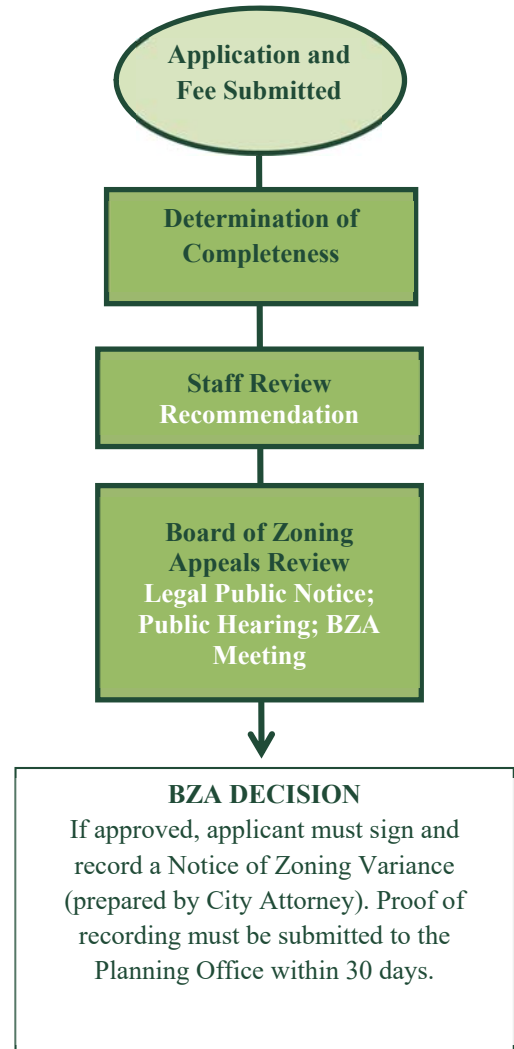 Application and
Fee Submitted
Determination of
Completeness
Staff Review
Recommendation
Board of Zoning
Appeals Review
Legal Public Notice;
Public Hearing; BZA
Meeting
BZA DECISION
If approved, applicant must sign and
record a Notice of Zoning Variance
(prepared by City Attorney). Proof of
recording must be submitted to the
Planning Office within 30 days.